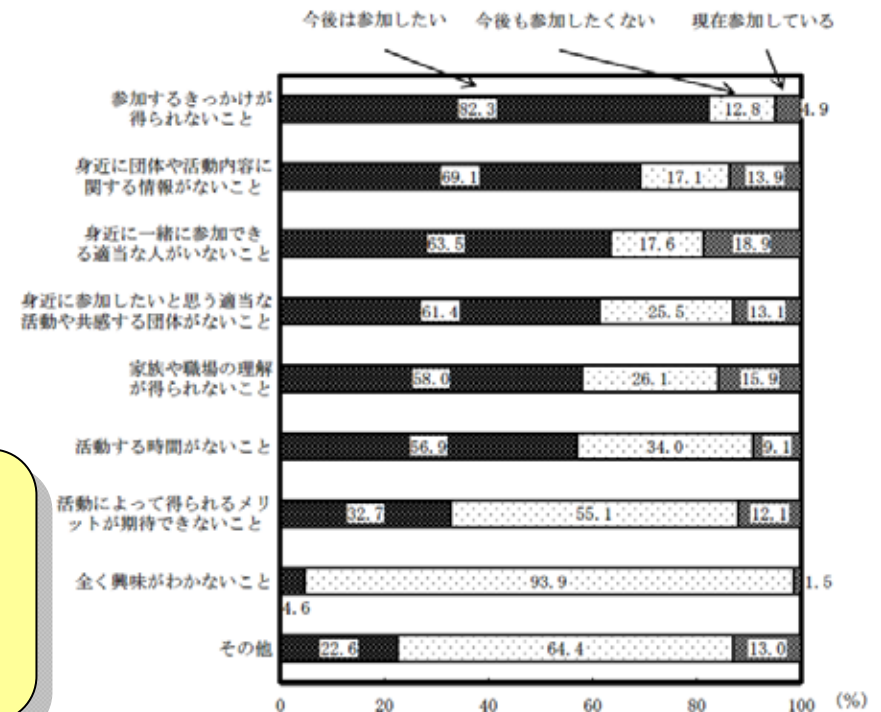 今後は参加したい 今後も参加したくない 現在参加している
参加するきっかけが
得られないこと
82.3 12.8 4.9
身近に団体や活動内容に
関する情報がないこと
69.1 17.1 13.9
身近に一緒に参加でき
る適当な人がいないこと
63.5 17.6 18.9
身近に参加したいと思う適当な
活動や共感する団体がないこと
61.4 25.5 13.1
家族や職場の理解
が得られないこと
58.0 26.1 15.9
活動する時間がないこと
56.9 34.0 9.1
活動によって得られるメリ
ットが期待できないこと
32.7 55.1 12.1
全く興味がわかないこと
93.9 1.5
4.6
その他
22.6 64.4 13.0
0 20 40 60 80 100 (%)